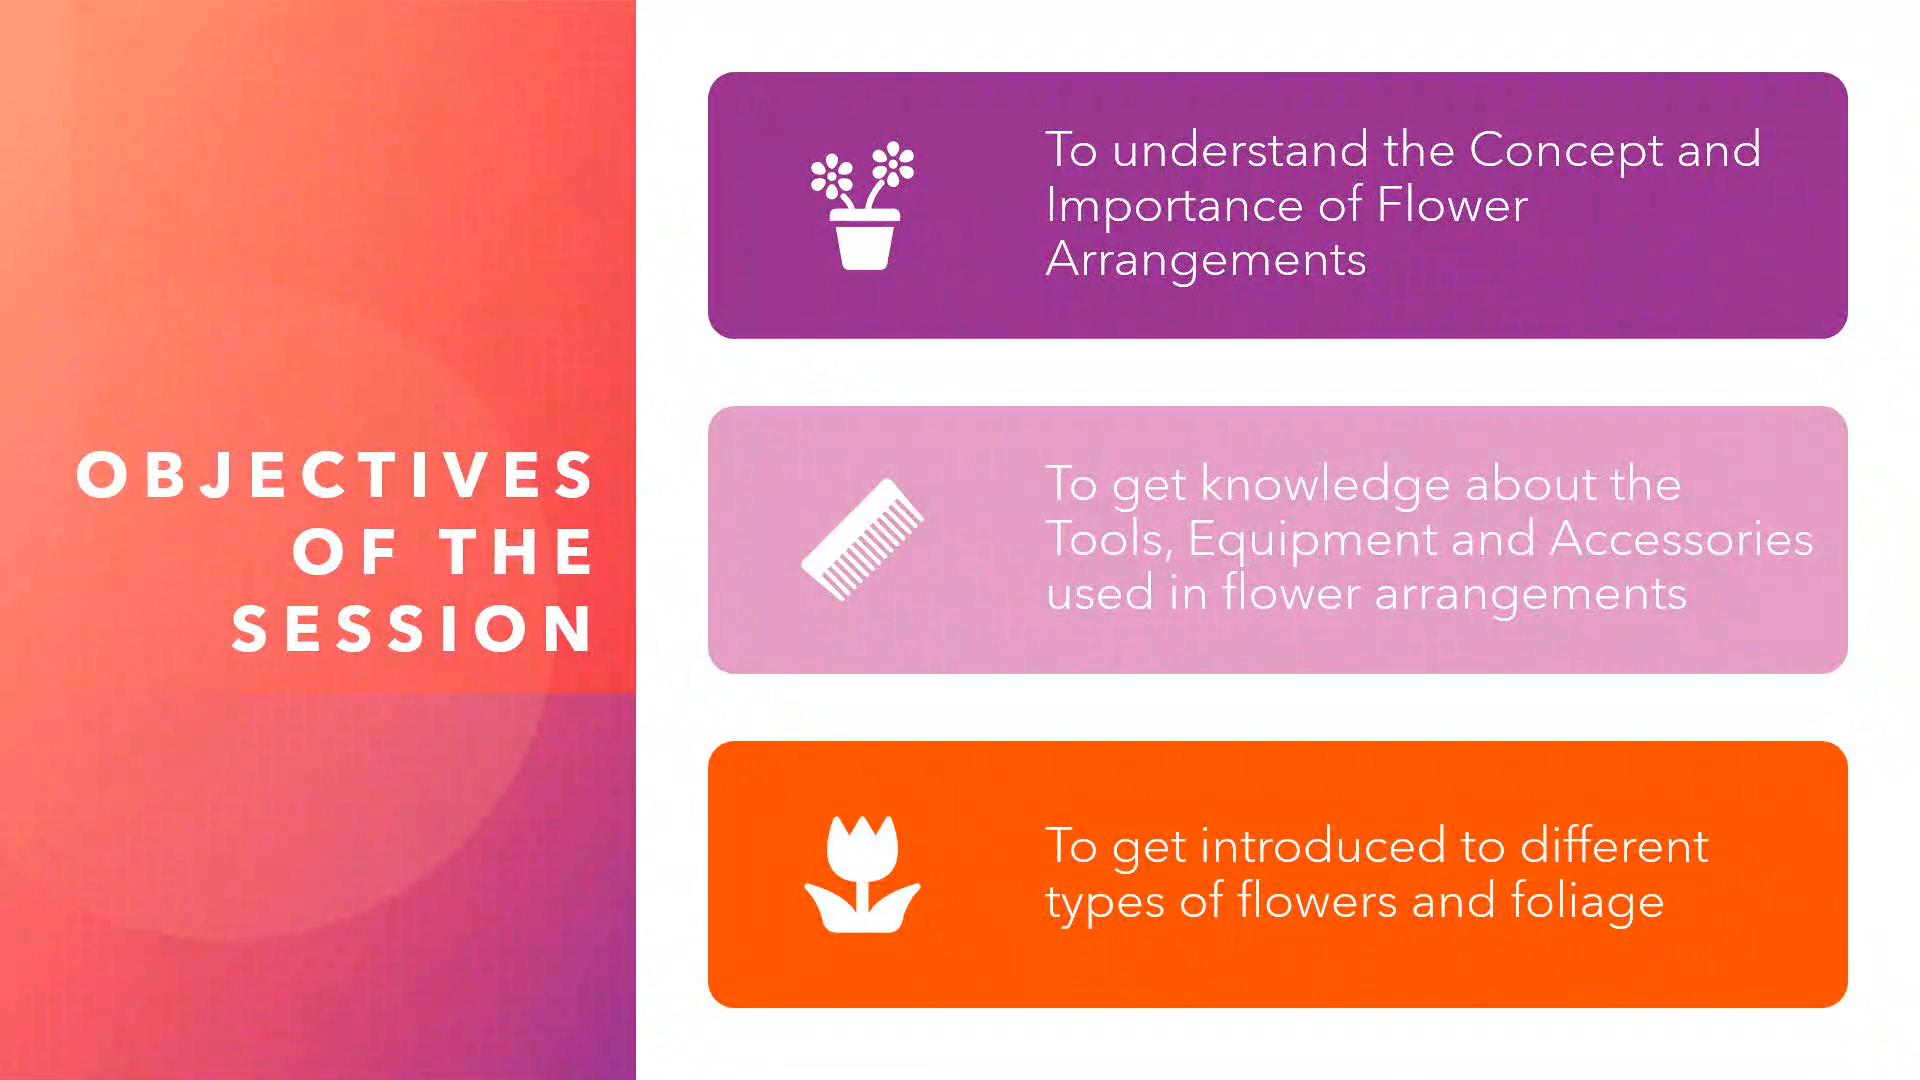 OBJECTIVES
OF THE
SESSION
To understand the Concept and
Importance of Flower
Arrangements
To get knowledge about the
Tools, Equipment and Accessories
used in flower arrangements
To get introduced to different
types of flowers and foliage